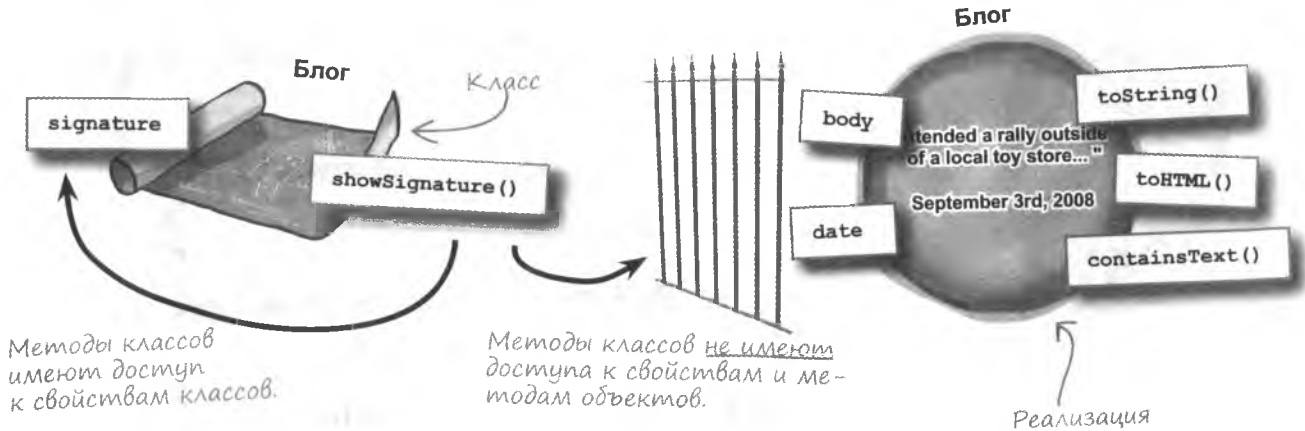 Блог
Класс
signature
showSignature()
Методы классов
имеют доступ
к свойствам классов.
Методы классов не имеют
доступа к свойствам и ме-
тодам объектов.
Блог
body
toString()
tended a rally outside
of a local toy store... "
toHTML()
September 3rd, 2008
date
containsText()
Реализация